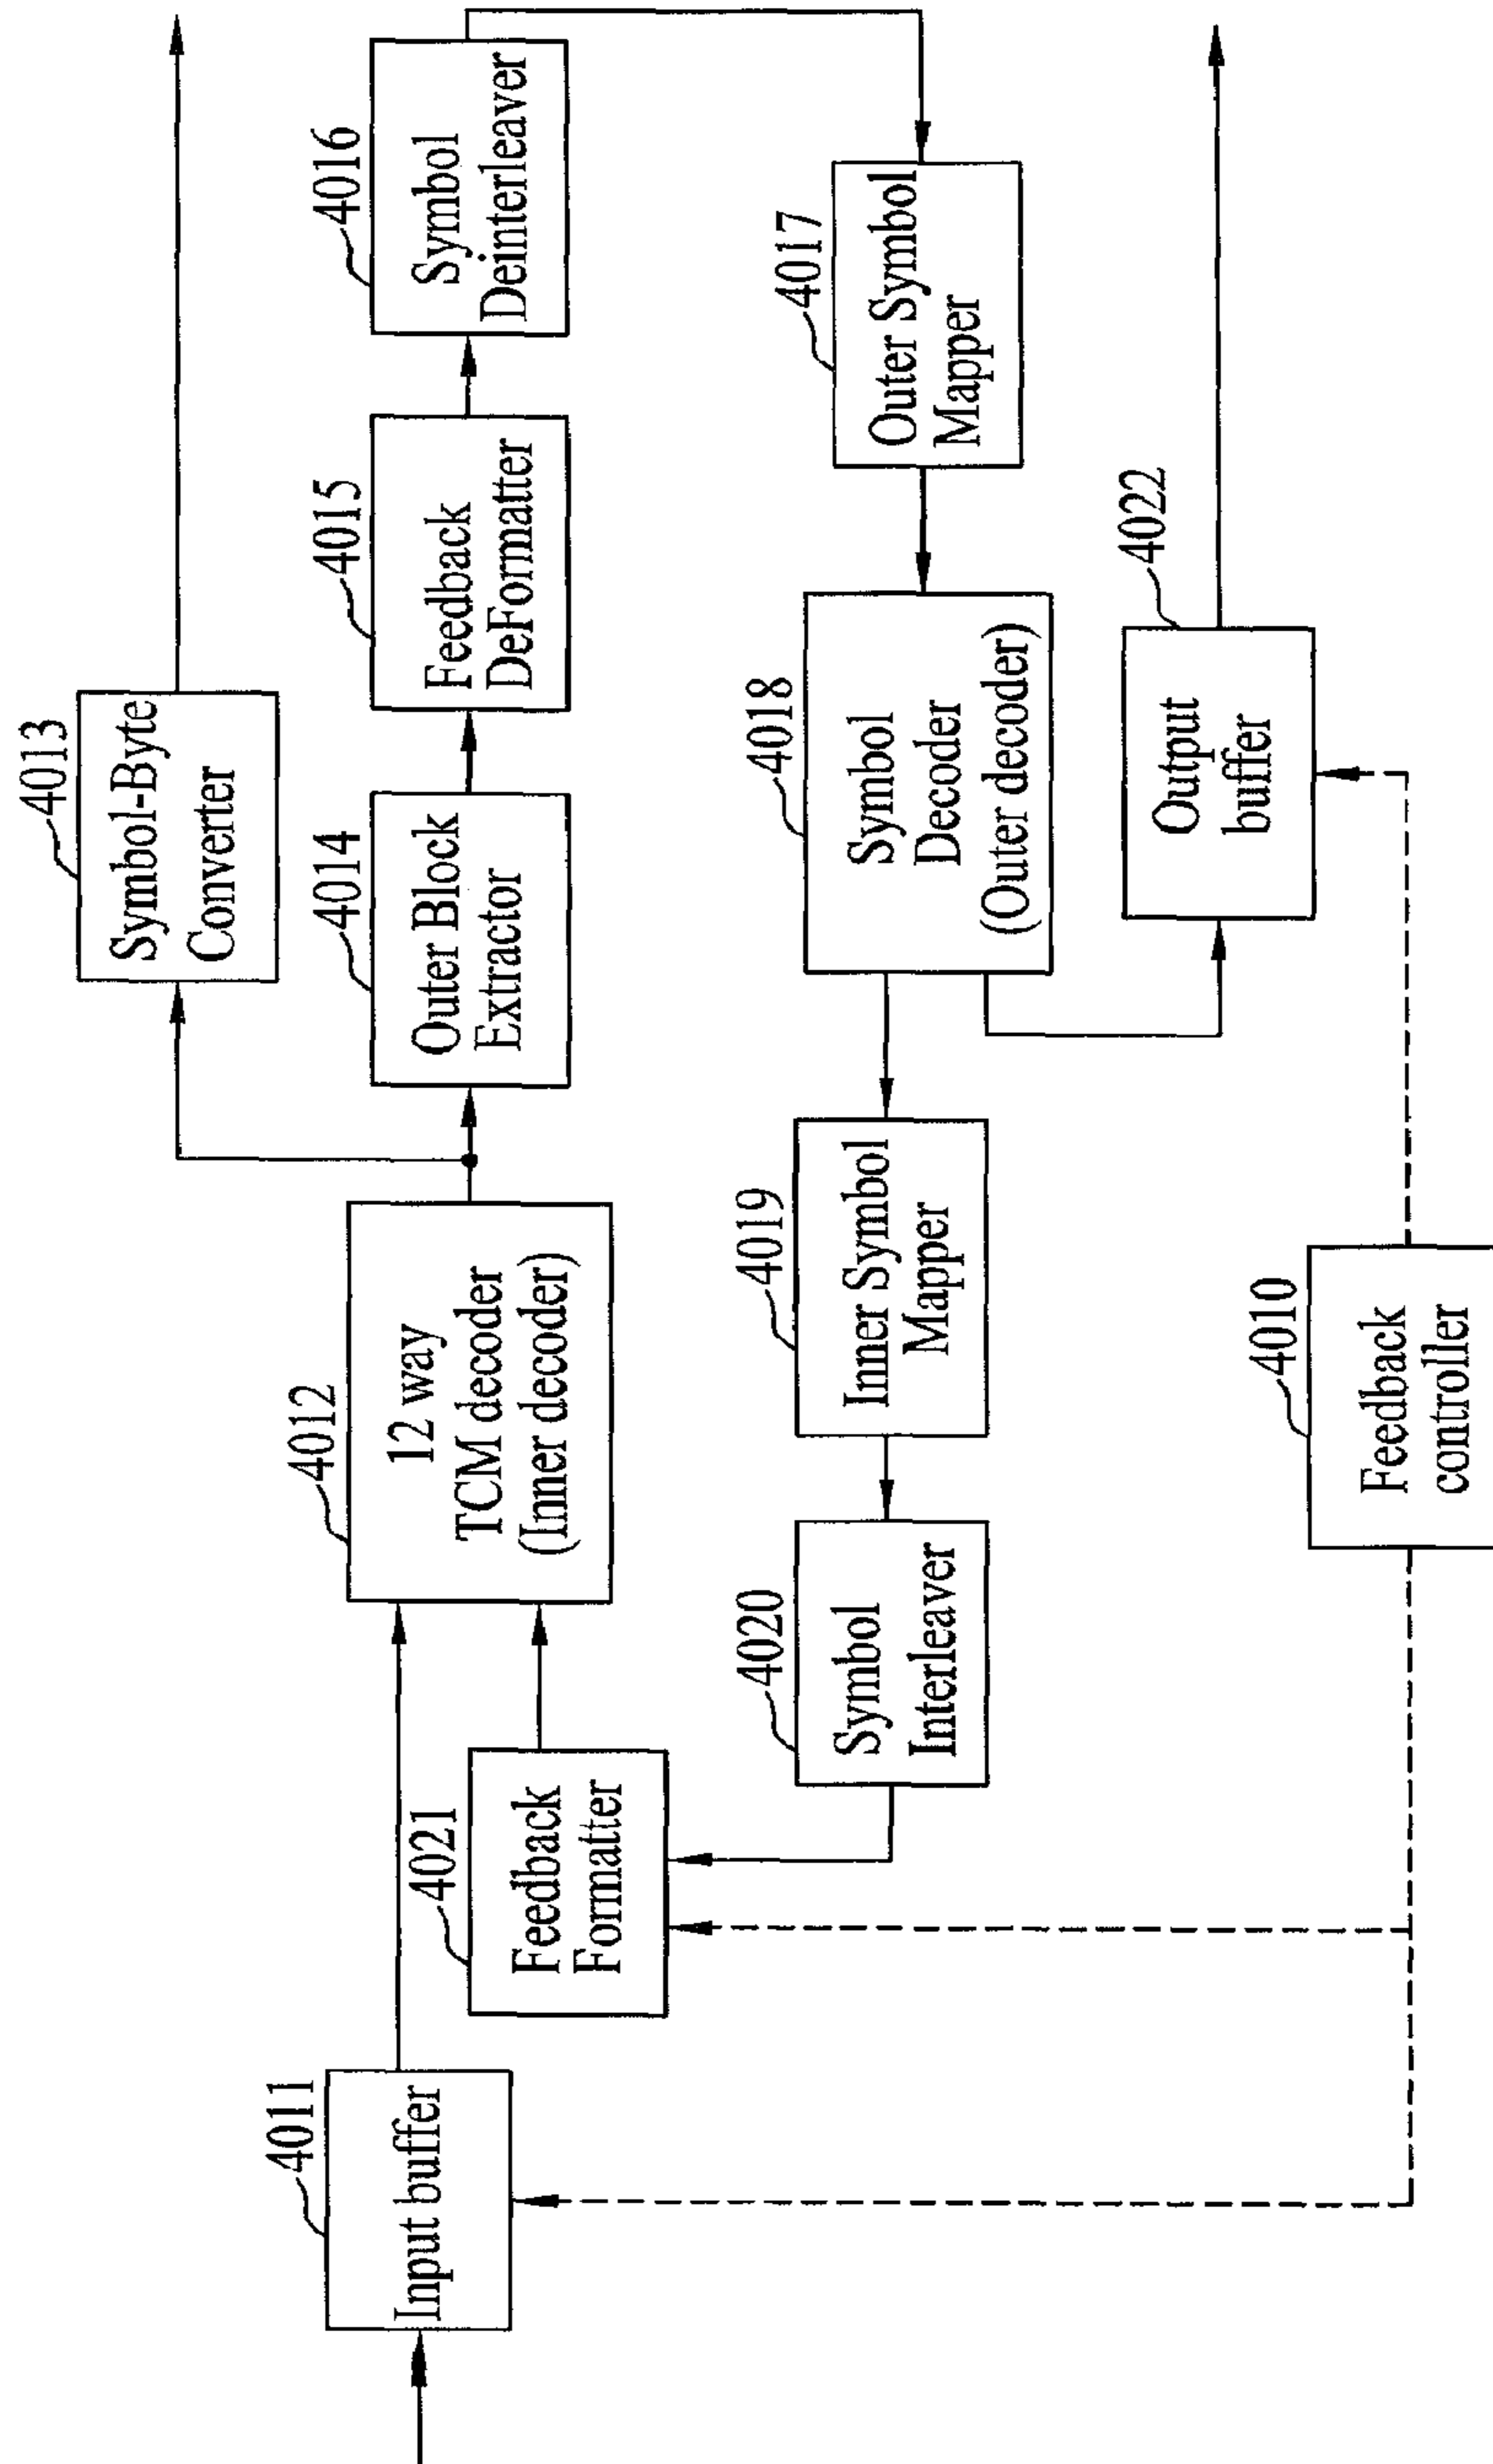 4011
Input buffer
4012
12 way
TCM decoder
(Inner decoder)
4013
Symbol-Byte
Converter
4014
Outer Block
Extractor
4015
Feedback
DeFormatter
4016
Symbol
Deinterleaver
4017
Outer Symbol
Mapper
4018
Symbol
Decoder
(Outer decoder)
4019
Inner Symbol
Mapper
4020
Symbol
Interleaver
4021
Feedback
Formatter
4022
Output
buffer
4010
Feedback
controller